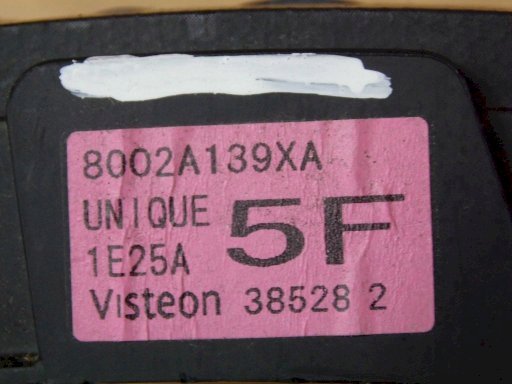 8002A139XA
UNIQUE 5F
1E25A
Visteon 38528 2